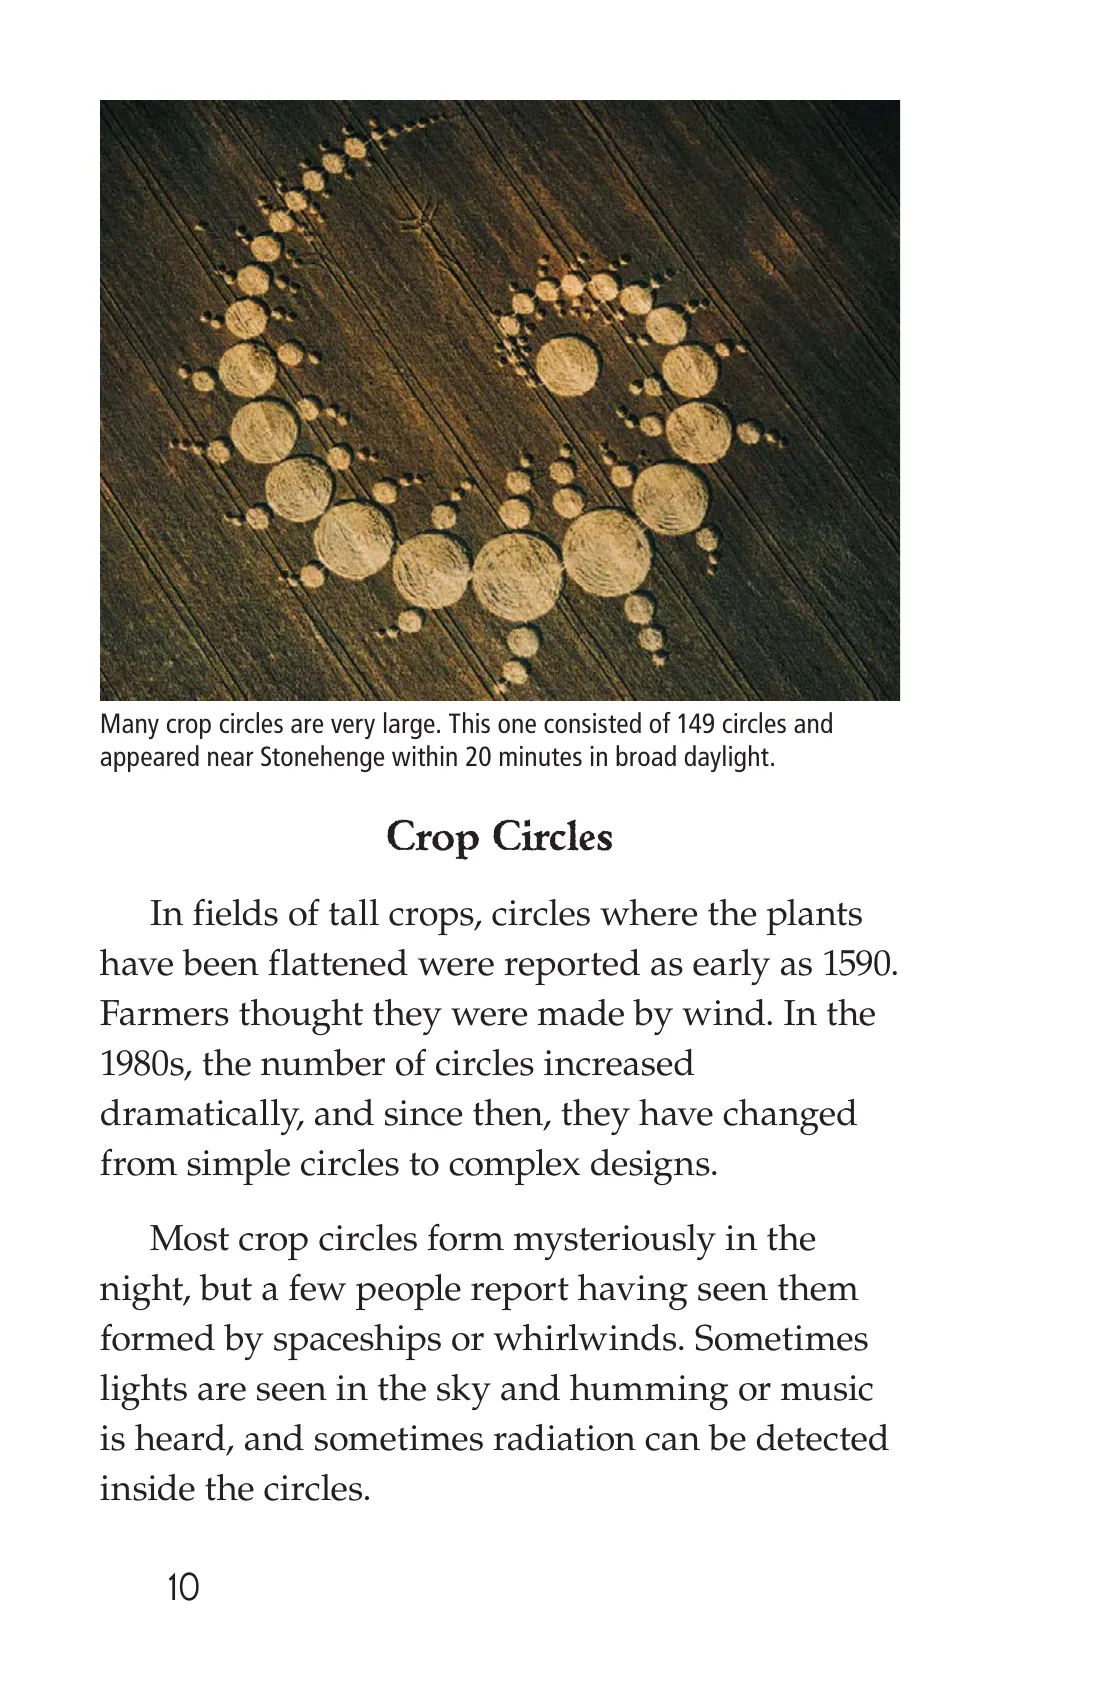 Many crop circles are very large. This one consisted of 149 circles and
appeared near Stonehenge within 20 minutes in broad daylight.
Crop Circles
In fields of tall crops, circles where the plants
have been flattened were reported as early as 1590.
Farmers thought they were made by wind. In the
1980s, the number of circles increased
dramatically, and since then, they have changed
from simple circles to complex designs.
Most crop circles form mysteriously in the
night, but a few people report having seen them
formed by spaceships or whirlwinds. Sometimes
lights are seen in the sky and humming or music
is heard, and sometimes radiation can be detected
inside the circles.
10